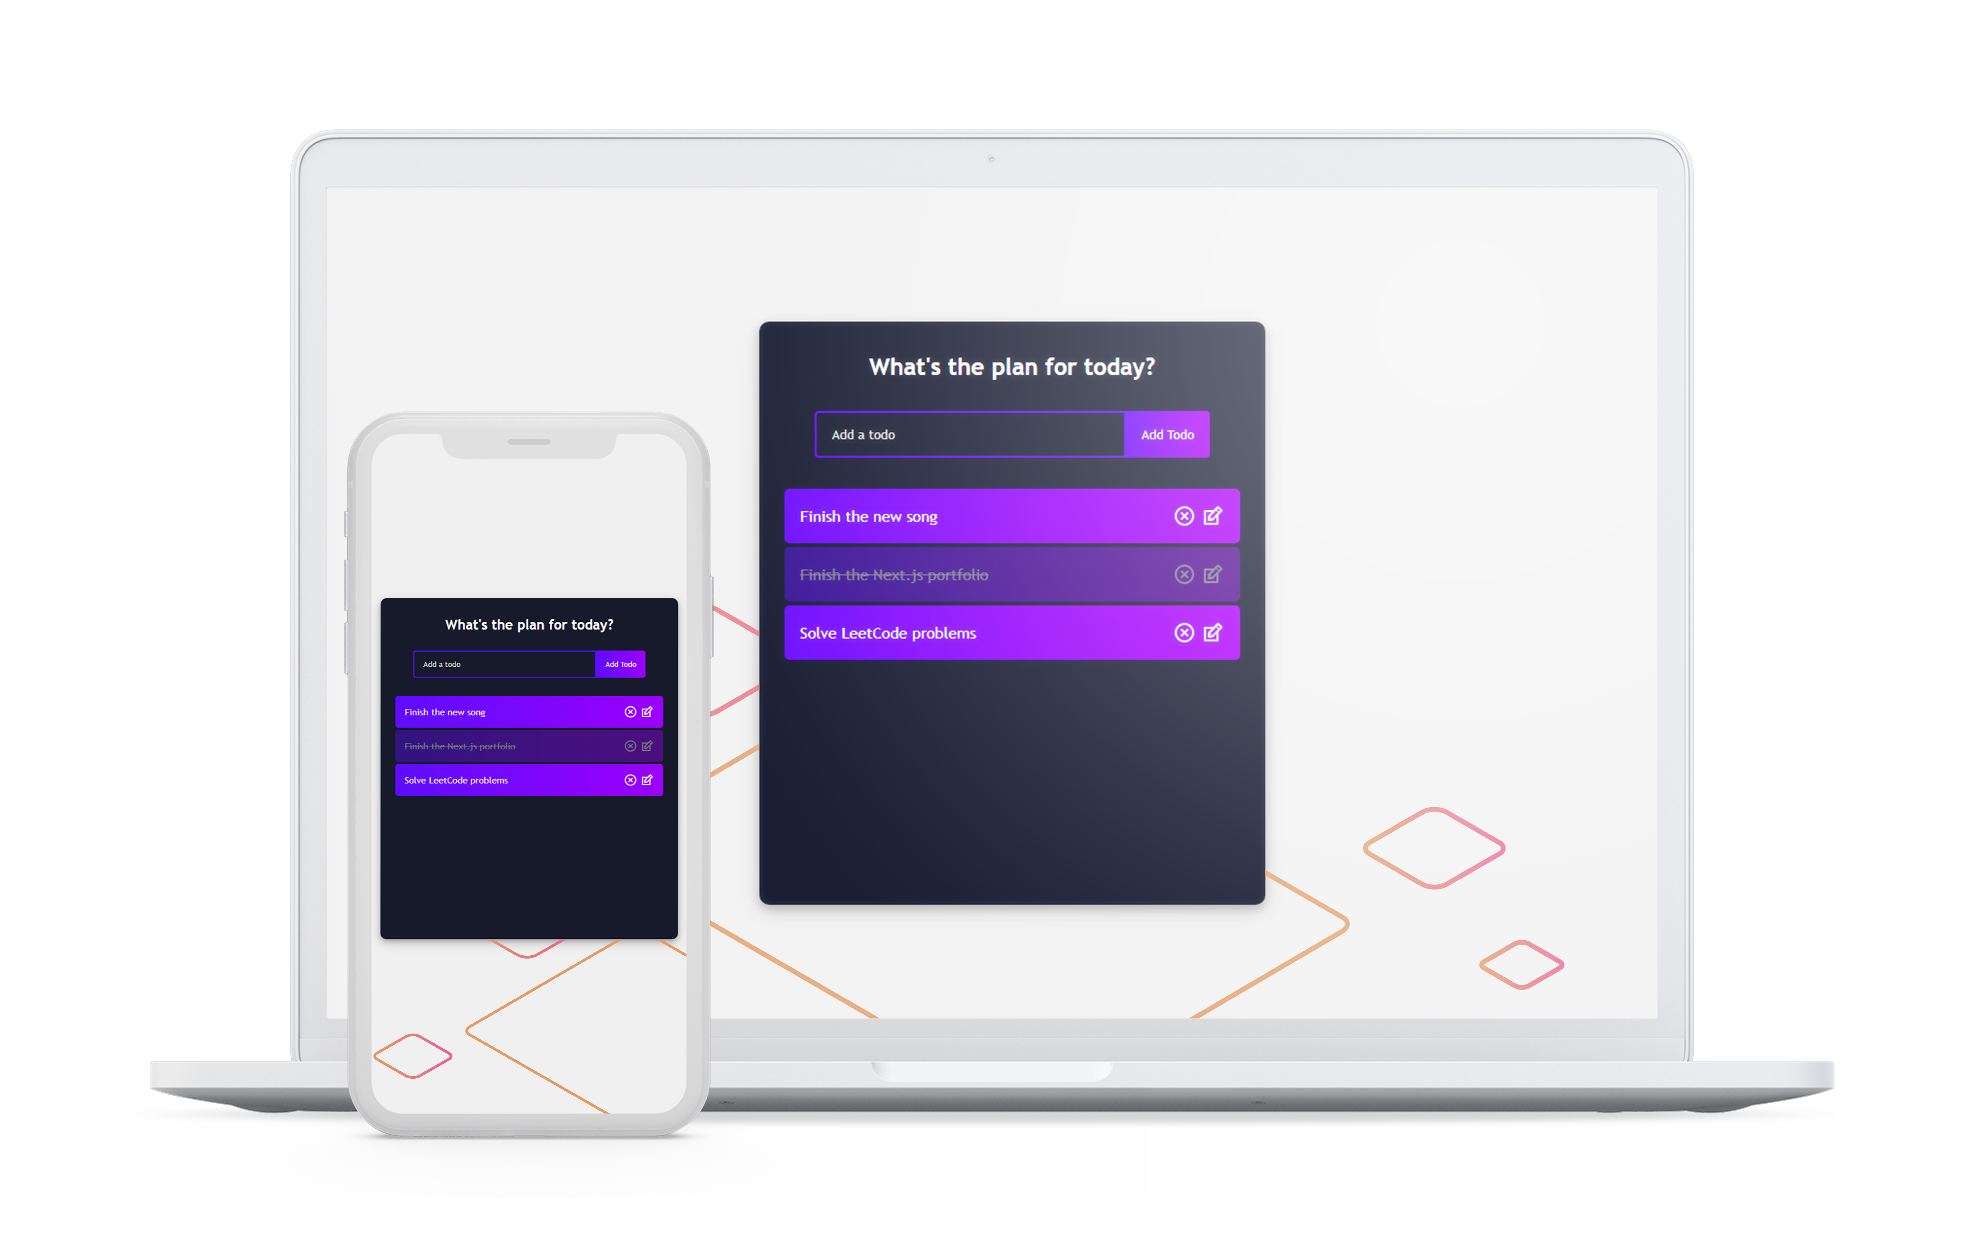 What's the plan for today?
Add a todo
Add Todo
Finish the new song
Finish the Next.js portfolio
Solve LeetCode problems
What's the plan for today?
Add a todo
Add Todo
Finish the new song
Finish the Next.js portfolio
Solve LeetCode problems